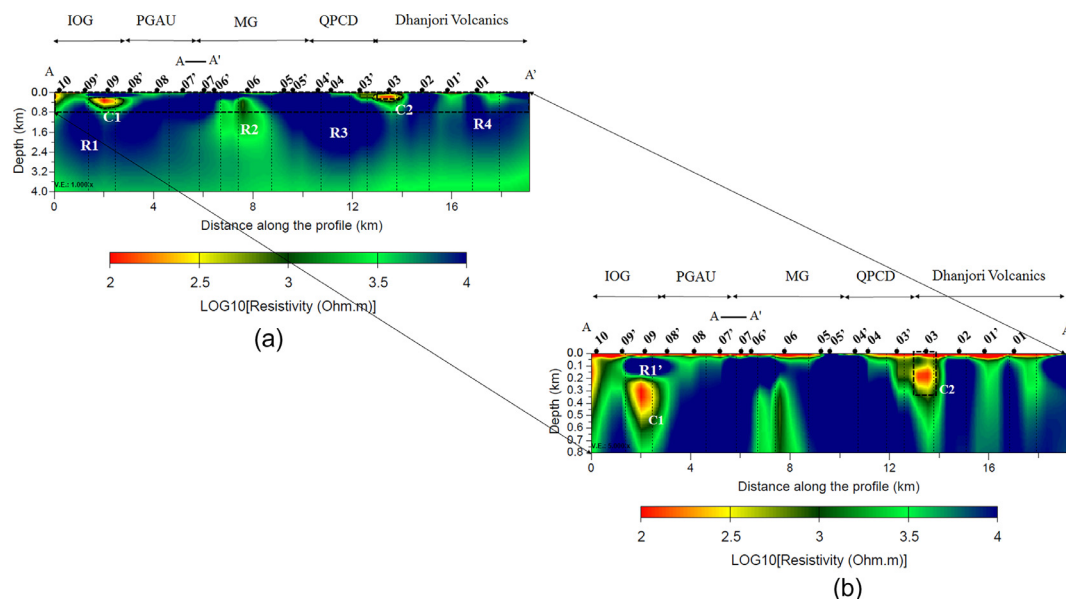 IOG PGAU MG QPCD Dhanjori Volcanics
A A'
A A’
10 09’ 09 08’ 08 07’ 07 06’ 06 05 05’ 04’ 04 03’ 03 02 01’ 01
0.0
0.8
1.6
2.4
3.2
4.0
Depth (km)
C1
C2
R1
R2
R3
R4
V.E.: 1.000x
0 4 8 12 16
Distance along the profile (km)
2 2.5 3 3.5 4
LOG10[Resistivity (Ohm.m)]
(a)
IOG PGAU MG QPCD Dhanjori Volcanics
A A'
A
10 09’ 09 08’ 08 07’ 07 06’ 06 05 05’ 04’ 04 03’ 03 02 01’ 01
0.0
0.1
0.2
0.3
0.4
0.5
0.6
0.7
0.8
Depth (km)
R1’
C1
C2
0 4 8 12 16
Distance along the profile (km)
2 2.5 3 3.5 4
LOG10[Resistivity (Ohm.m)]
(b)